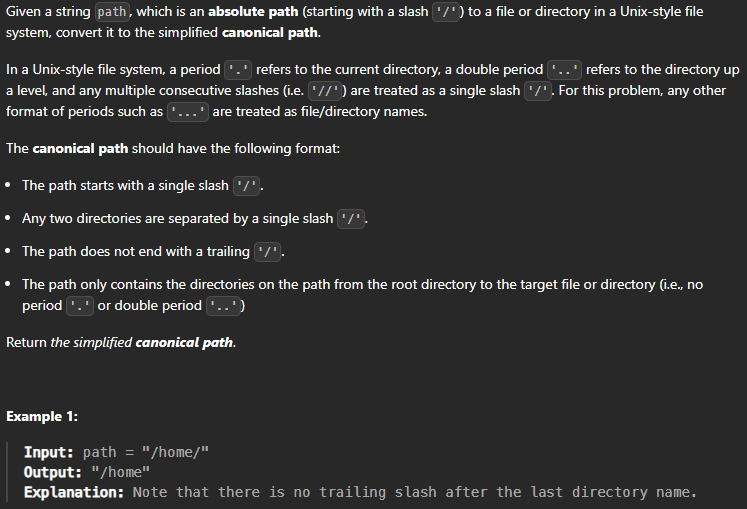 Given a string path, which is an absolute path (starting with a slash '/') to a file or directory in a Unix-style file
system, convert it to the simplified canonical path.
In a Unix-style file system, a period '.' refers to the current directory, a double period '..' refers to the directory up
a level, and any multiple consecutive slashes (i.e. '//') are treated as a single slash '/'. For this problem, any other
format of periods such as '...' are treated as file/directory names.
The canonical path should have the following format:
• The path starts with a single slash '/'.
• Any two directories are separated by a single slash '/'.
• The path does not end with a trailing '/'.
• The path only contains the directories on the path from the root directory to the target file or directory (i.e., no
period '.' or double period '..')
Return the simplified canonical path.
Example 1:
Input: path = "/home/"
Output: "/home"
Explanation: Note that there is no trailing slash after the last directory name.